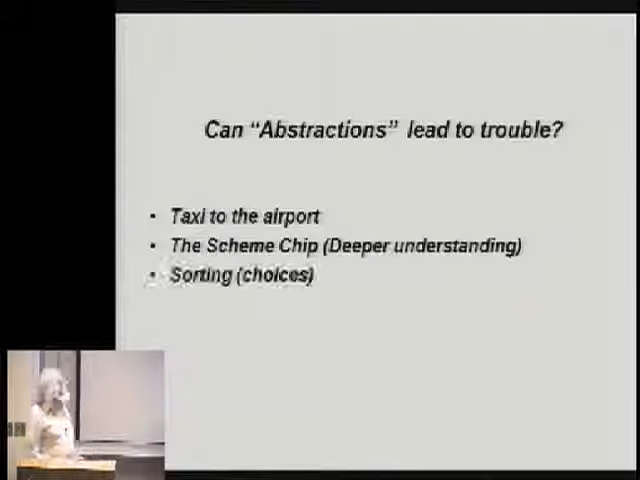 Can “Abstractions” lead to trouble?
• Taxi to the airport
• The Scheme Chip (Deeper understanding)
• Sorting (choices)